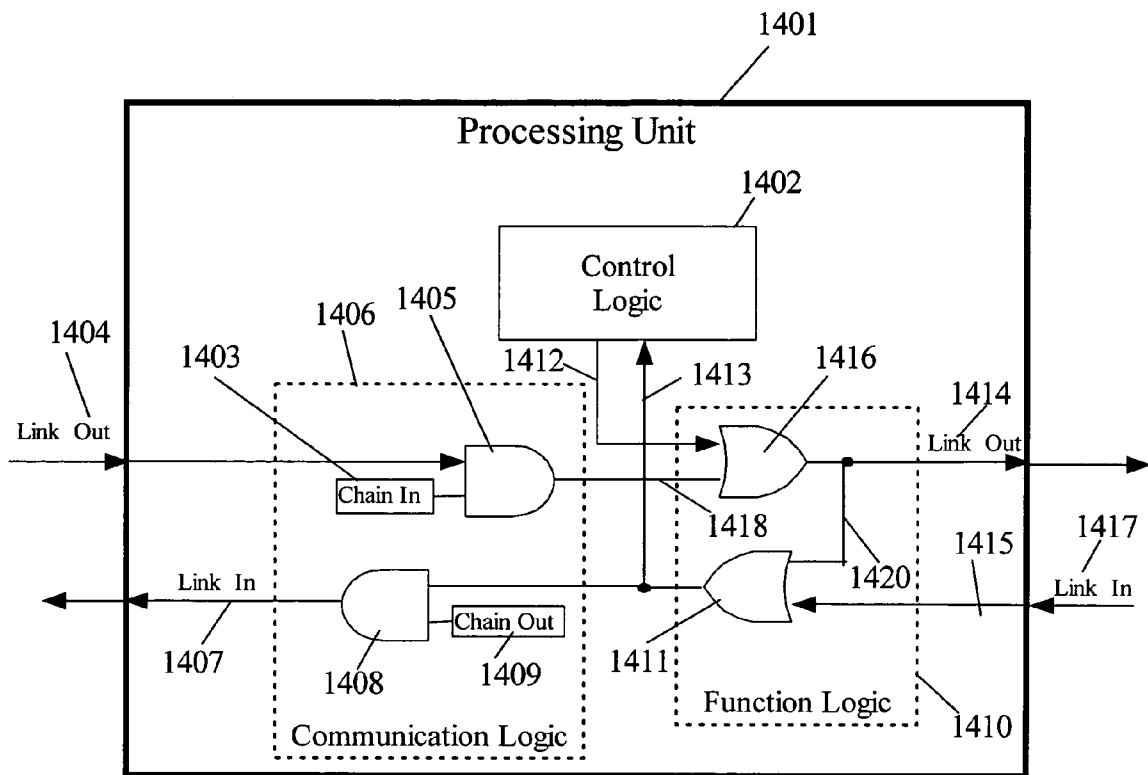 1401
Processing Unit
1402
Control
Logic
1405
1406
1404
1403
1412
1413
1416
1414
Link Out
Link Out
Chain In
1418
1417
1415
1420
Link In
Link In
Chain Out
1407
1408
1409
1411
Function Logic
1410
Communication Logic